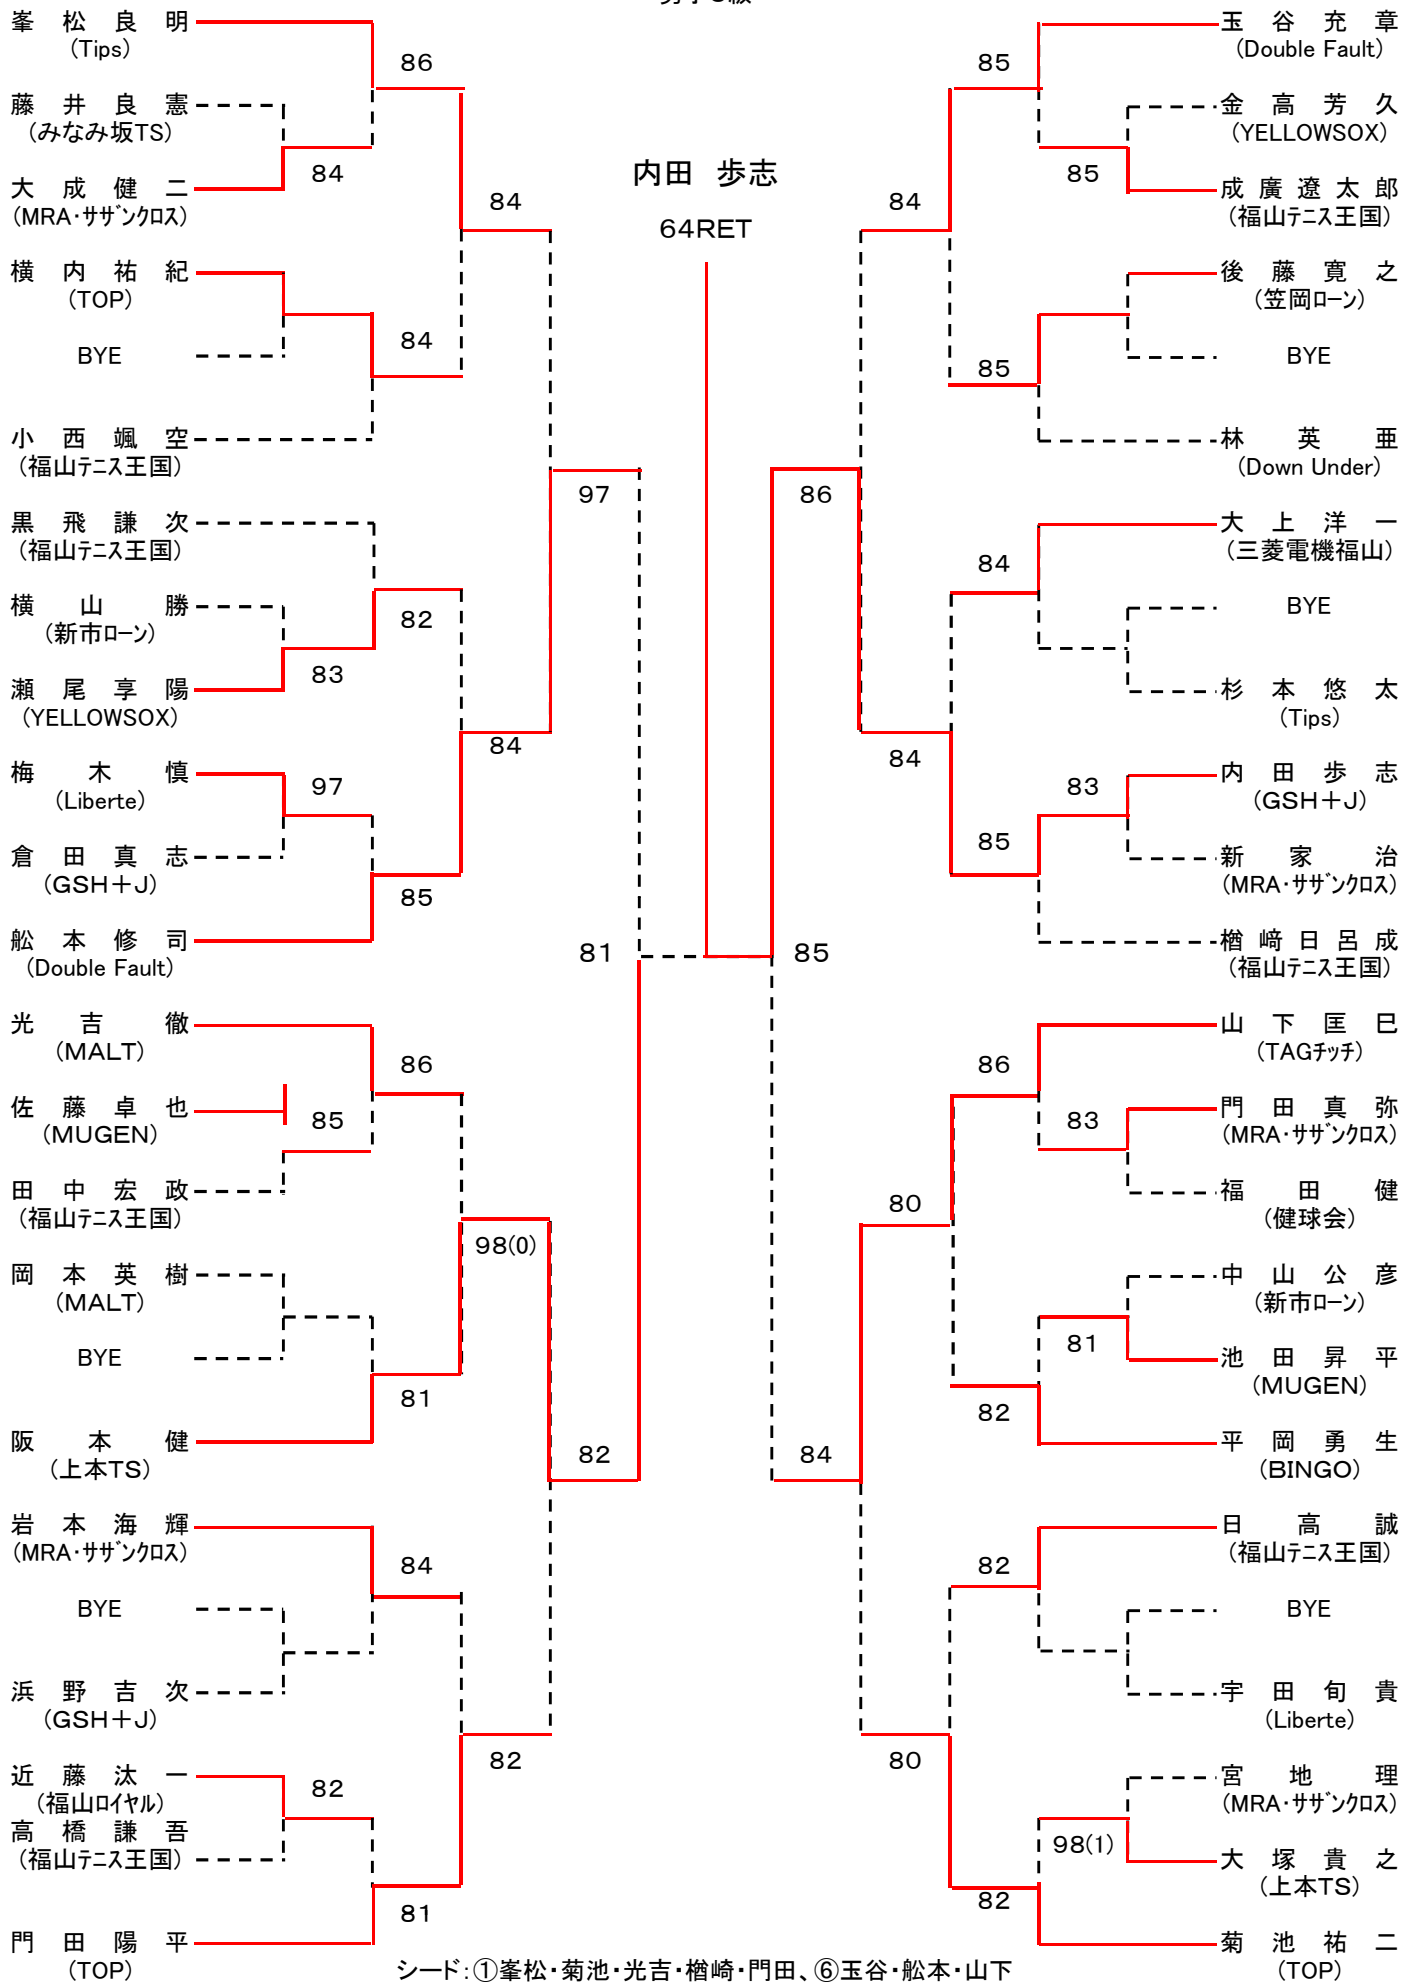 峯松良明
(Tips)
藤井良憲
(みなみ坂TS)
大成健二
(MRA・ササンクロス)
横内祐紀
(TOP)
BYE
小西颯空
(福山テニス王国)
黒飛謙次
(福山テニス王国)
横山勝
(新市ローン)
瀬尾享陽
(YELLOWSOX)
梅木慎
(Liberte)
倉田真志
(GSH+J)
舩本修司
(Double Fault)
光吉徹
(MALT)
佐藤卓也
(MUGEN)
田中宏政
(福山テニス王国)
岡本英樹
(MALT)
BYE
阪本健
(上本TS)
岩本海輝
(MRA・サザンクロス)
BYE
浜野吉次
(GSH+J)
近藤汰一
(福山ロイヤル)
高橋謙吾
(福山テニス王国)
門田陽平
(TOP)
84
83
97
85
82
86
84
82
85
86
81
84
81
84
84
98(0)
82
97
82
81
内田 歩志
64RET
85
86
84
84
84
80
80
85
85
84
85
86
82
82
82
85
83
83
81
98(1)
玉谷充章
(Double Fault)
金高芳久
(YELLOWSOX)
成廣遼太郎
(福山テニス王国)
後藤寛之
(笠岡ローン)
BYE
林英亜
(Down Under)
大上洋一
(三菱電機福山)
BYE
杉本悠太
(Tips)
内田歩志
(GSH+J)
新家治
(MRA・サザンクロス)
楢﨑日呂成
(福山テニス王国)
山下匡巳
(TAGチッチ)
門田真弥
(MRA・サザンクロス)
福田健
(健球会)
中山公彦
(新市ローン)
池田昇平
(MUGEN)
平岡勇生
(BINGO)
日高誠
(福山テニス王国)
BYE
宇田旬貴
(Liberte)
宮地理
(MRA・サザンクロス)
大塚貴之
(上本TS)
菊池祐二
(TOP)
シード:①峯松・菊池・光吉・楢崎・門田、⑥玉谷・舩本・山下